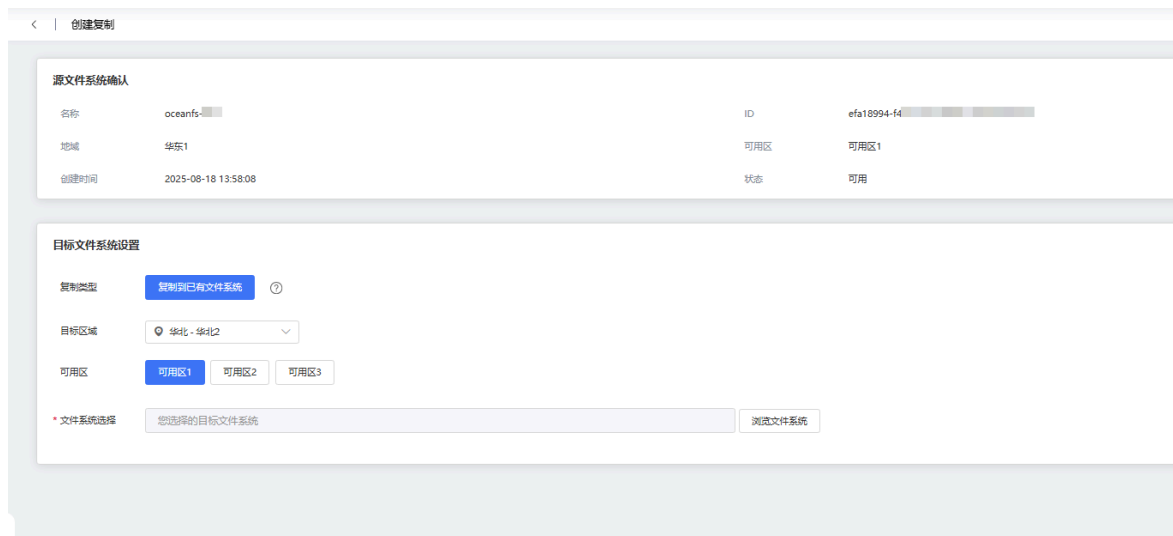 创建复制
源文件系统确认
名称 oceanfs- ID efa18994-f4
地域 华东1 可用区 可用区1
创建时间 2025-08-18 13:58:08 状态 可用
目标文件系统设置
复制类型 复制到已有文件系统 ?
目标区域 华北 - 华北2
可用区 可用区1 可用区2 可用区3
* 文件系统选择 您选择的目标文件系统 浏览文件系统